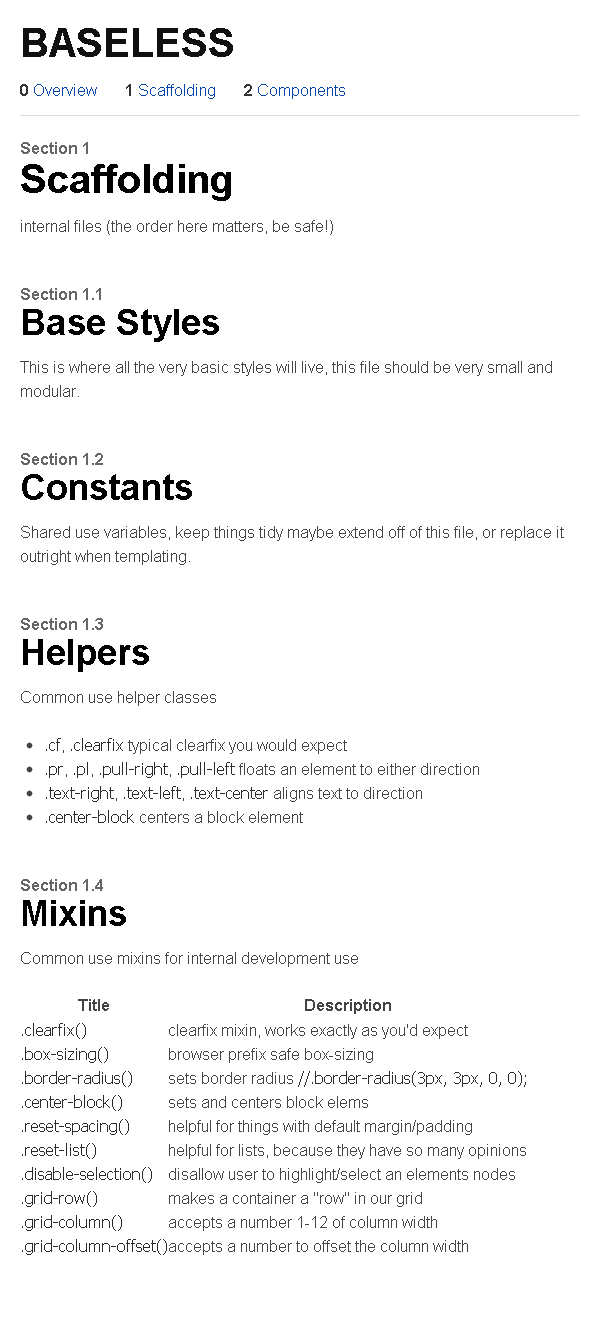 BASELESS
0 Overview 1 Scaffolding 2 Components
Section 1
Scaffolding
internal files (the order here matters, be safe!)
Section 1.1
Base Styles
This is where all the very basic styles will live, this file should be very small and
modular.
Section 1.2
Constants
Shared use variables, keep things tidy maybe extend off of this file, or replace it
outright when templating.
Section 1.3
Helpers
Common use helper classes
• .cf, .clearfix typical clearfix you would expect
• .pr, .pl, .pull-right, .pull-left floats an element to either direction
• .text-right, .text-left, .text-center aligns text to direction
• .center-block centers a block element
Section 1.4
Mixins
Common use mixins for internal development use
Title Description
.clearfix() clearfix mixin, works exactly as you'd expect
.box-sizing() browser prefix safe box-sizing
.border-radius() sets border radius //.border-radius(3px, 3px, 0, 0);
.center-block() sets and centers block elems
.reset-spacing() helpful for things with default margin/padding
.reset-list() helpful for lists, because they have so many opinions
.disable-selection() disallow user to highlight/select an elements nodes
.grid-row() makes a container a "row" in our grid
.grid-column() accepts a number 1-12 of column width
.grid-column-offset() accepts a number to offset the column width